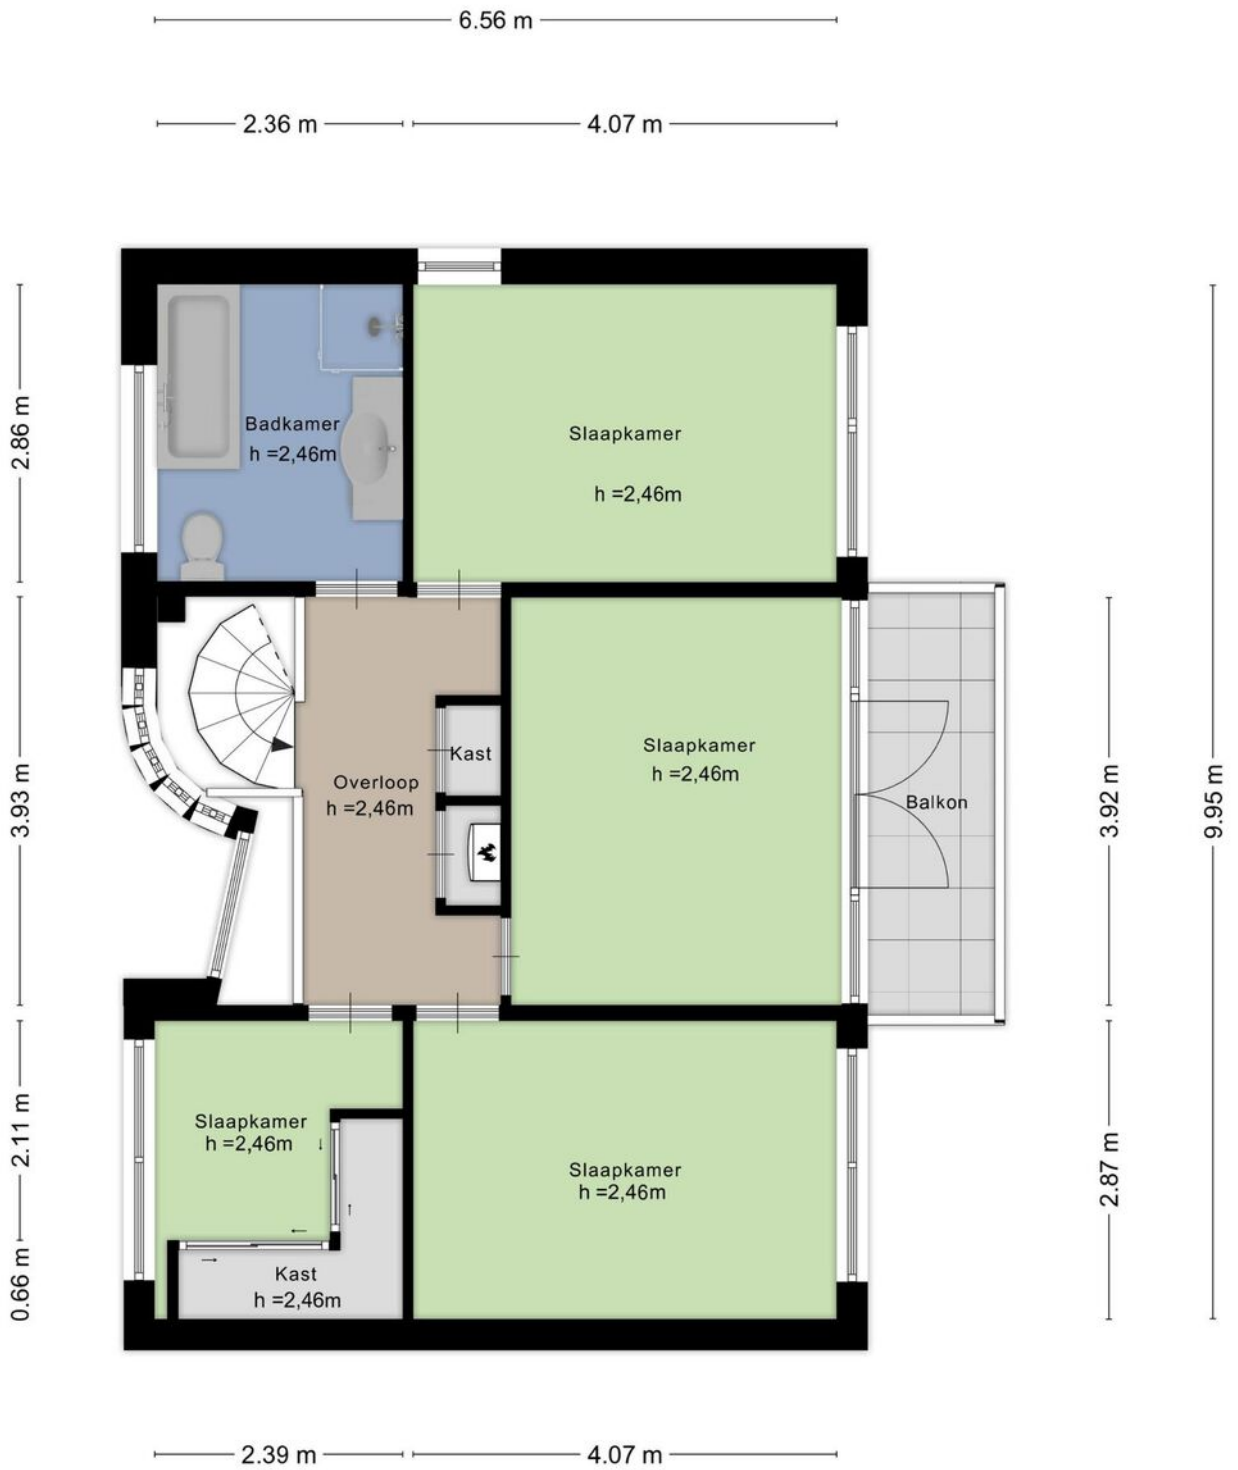 6.56 m
2.36 m
4.07 m
2.86 m
Badkamer
h =2,46m
Slaapkamer
h =2,46m
3.93 m
Overloop
h =2,46m
Kast
Slaapkamer
h =2,46m
Balkon
3.92 m
9.95 m
2.11 m
0.66 m
Slaapkamer
h =2,46m
Kast
h =2,46m
Slaapkamer
h =2,46m
2.87 m
2.39 m
4.07 m